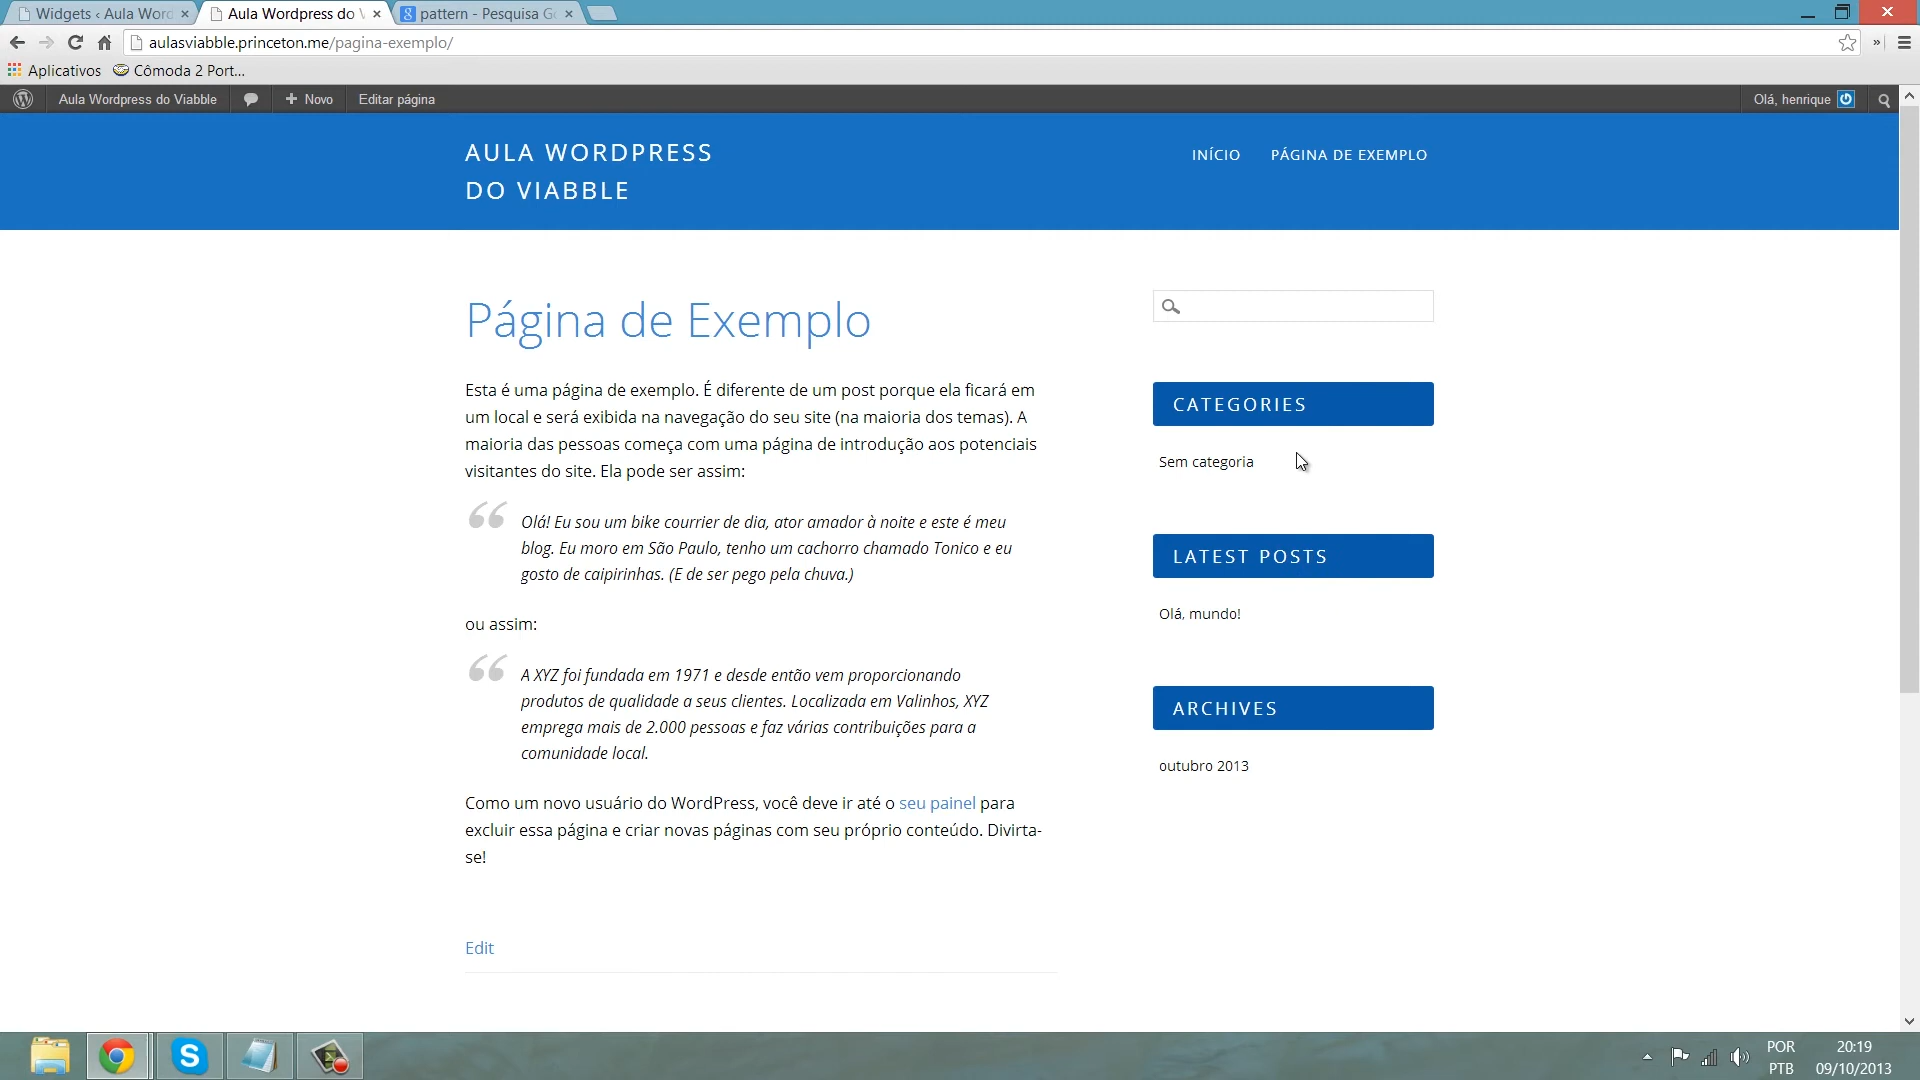 Widgets ‹ Aula Word
Aula Wordpress do V
pattern - Pesquisa Go
aulasviabble.princeton.me/pagina-exemplo/
Aplicativos
Cômoda 2 Port...
Aula Wordpress do Viabble
Novo
Editar página
Olá, henrique
AULA WORDPRESS
DO VIABBLE
INÍCIO
PÁGINA DE EXEMPLO
Página de Exemplo
Esta é uma página de exemplo. É diferente de um post porque ela ficará em
um local e será exibida na navegação do seu site (na maioria dos temas). A
maioria das pessoas começa com uma página de introdução aos potenciais
visitantes do site. Ela pode ser assim:
Olá! Eu sou um bike courrier de dia, ator amador à noite e este é meu
blog. Eu moro em São Paulo, tenho um cachorro chamado Tonico e eu
gosto de caipirinhas. (E de ser pego pela chuva.)
ou assim:
A XYZ foi fundada em 1971 e desde então vem proporcionando
produtos de qualidade a seus clientes. Localizada em Valinhos, XYZ
emprega mais de 2.000 pessoas e faz várias contribuições para a
comunidade local.
Como um novo usuário do WordPress, você deve ir até o seu painel para
excluir essa página e criar novas páginas com seu próprio conteúdo. Divirta-
se!
Edit
CATEGORIES
Sem categoria
LATEST POSTS
Olá, mundo!
ARCHIVES
outubro 2013
POR
PTB
20:19
09/10/2013